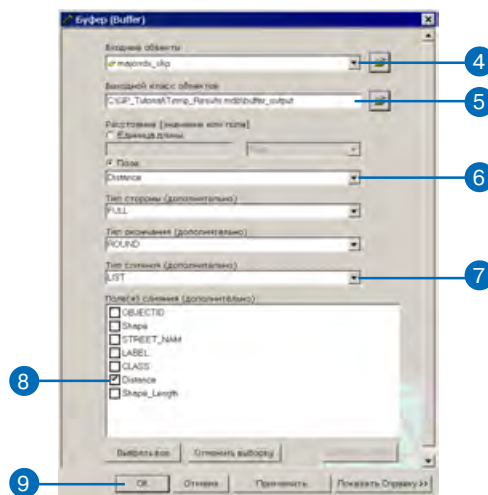 Буфер (Buffer)
Входные объекты
majorrds_clip
4
Выходной класс объектов
C:\GP_Tutorial\Temp_Results.mdb\buffer_output
5
Расстояние [значение или поле]
Единица длины
Поле
Distance
6
Тип стороны (дополнительно)
FULL
Тип окончания (дополнительно)
ROUND
Тип слияния (дополнительно)
LIST
7
Поле(я) слияния (дополнительно)
OBJECTID
Shape
STREET_NAM
LABEL
CLASS
8
Distance
Shape_Length
Выбрать все
Отменить выборку
9
OK
Отмена
Применить
Показать Справку >>